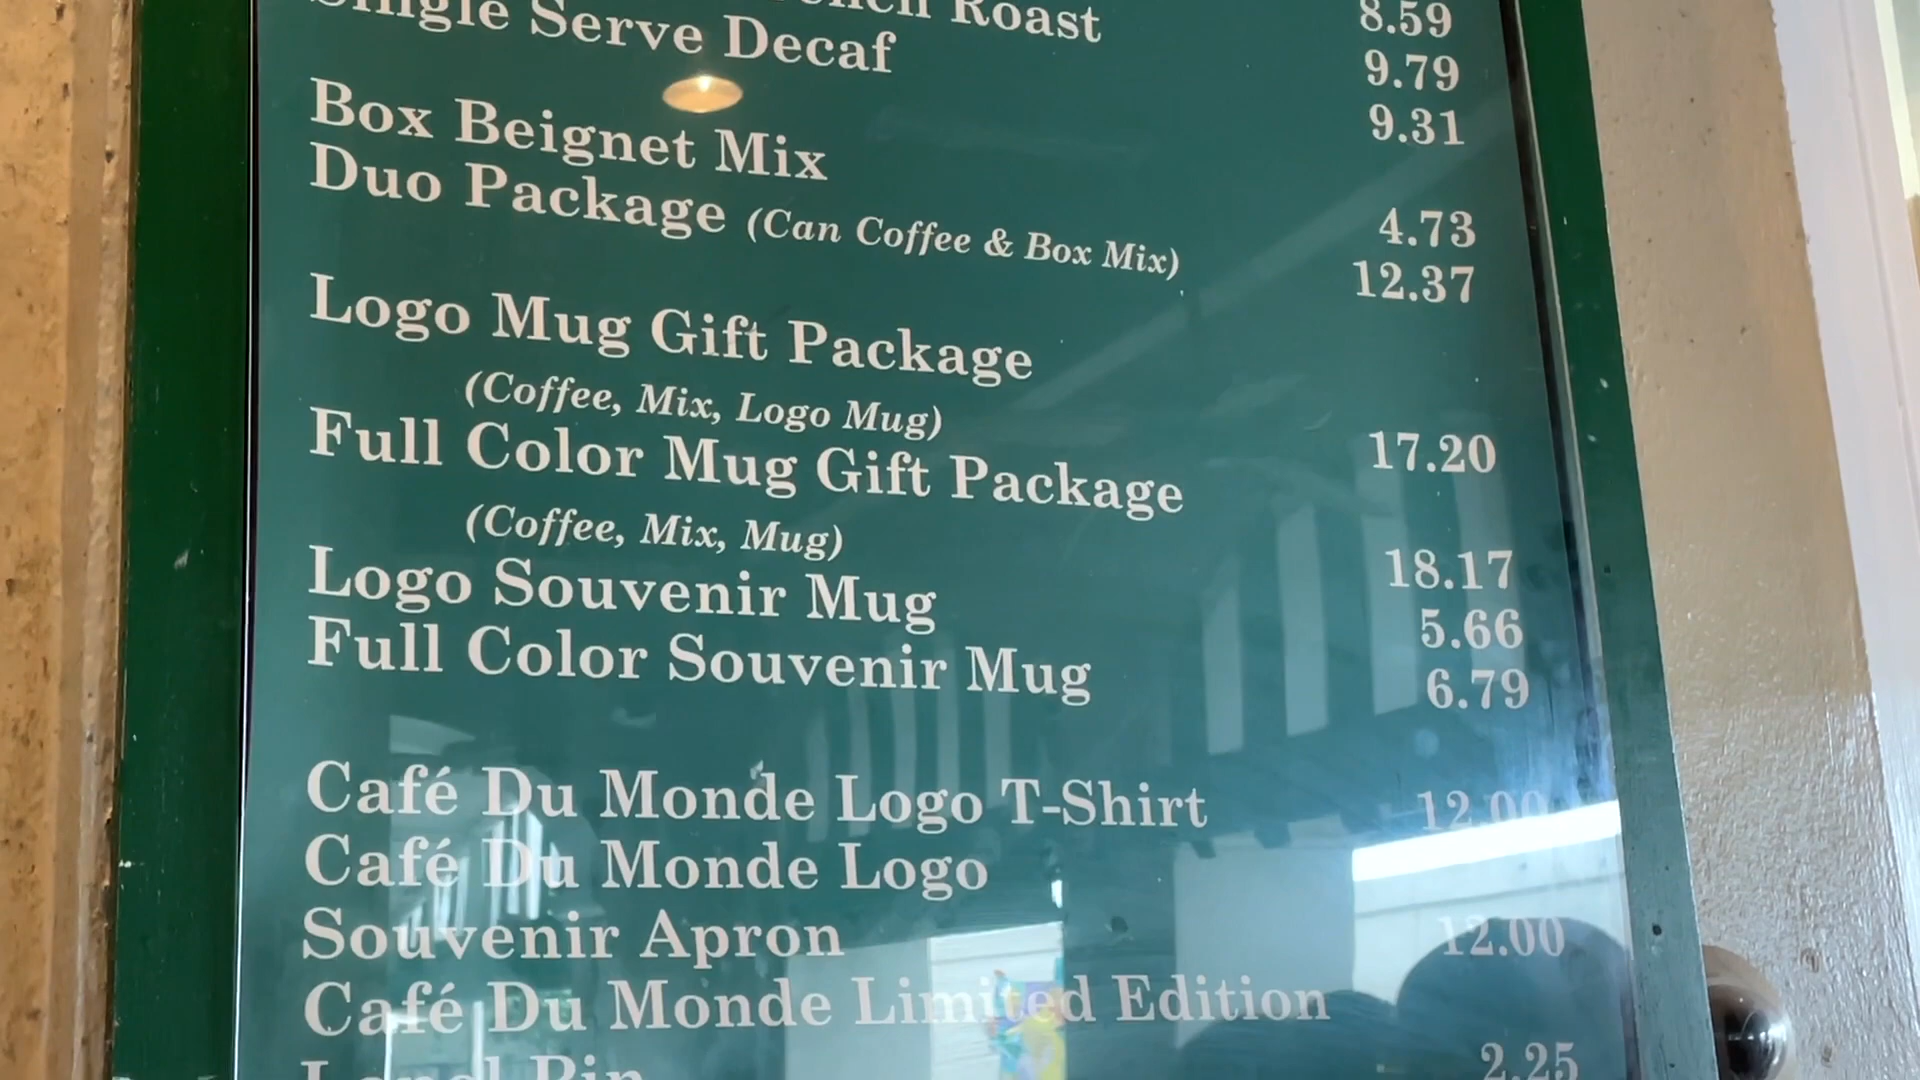 Roast 8.59
Single Serve Decaf 9.79
9.31
Box Beignet Mix 4.73
Duo Package (Can Coffee & Box Mix) 12.37
Logo Mug Gift Package
(Coffee, Mix, Logo Mug) 17.20
Full Color Mug Gift Package
(Coffee, Mix, Mug) 18.17
Logo Souvenir Mug 5.66
Full Color Souvenir Mug 6.79
Café Du Monde Logo T-Shirt 12.00
Café Du Monde Logo
Souvenir Apron 12.00
Café Du Monde Limited Edition
Lapel Pin 2.25